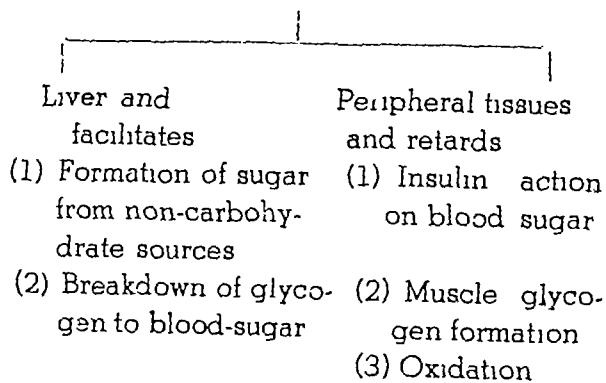 Liver and
facilitates
(1) Formation of sugar
from non-carbohy-
drate sources
(2) Breakdown of glyco-
gen to blood-sugar
Peripheral tissues
and retards
(1) Insulin action
on blood sugar
(2) Muscle glyco-
gen formation
(3) Oxidation